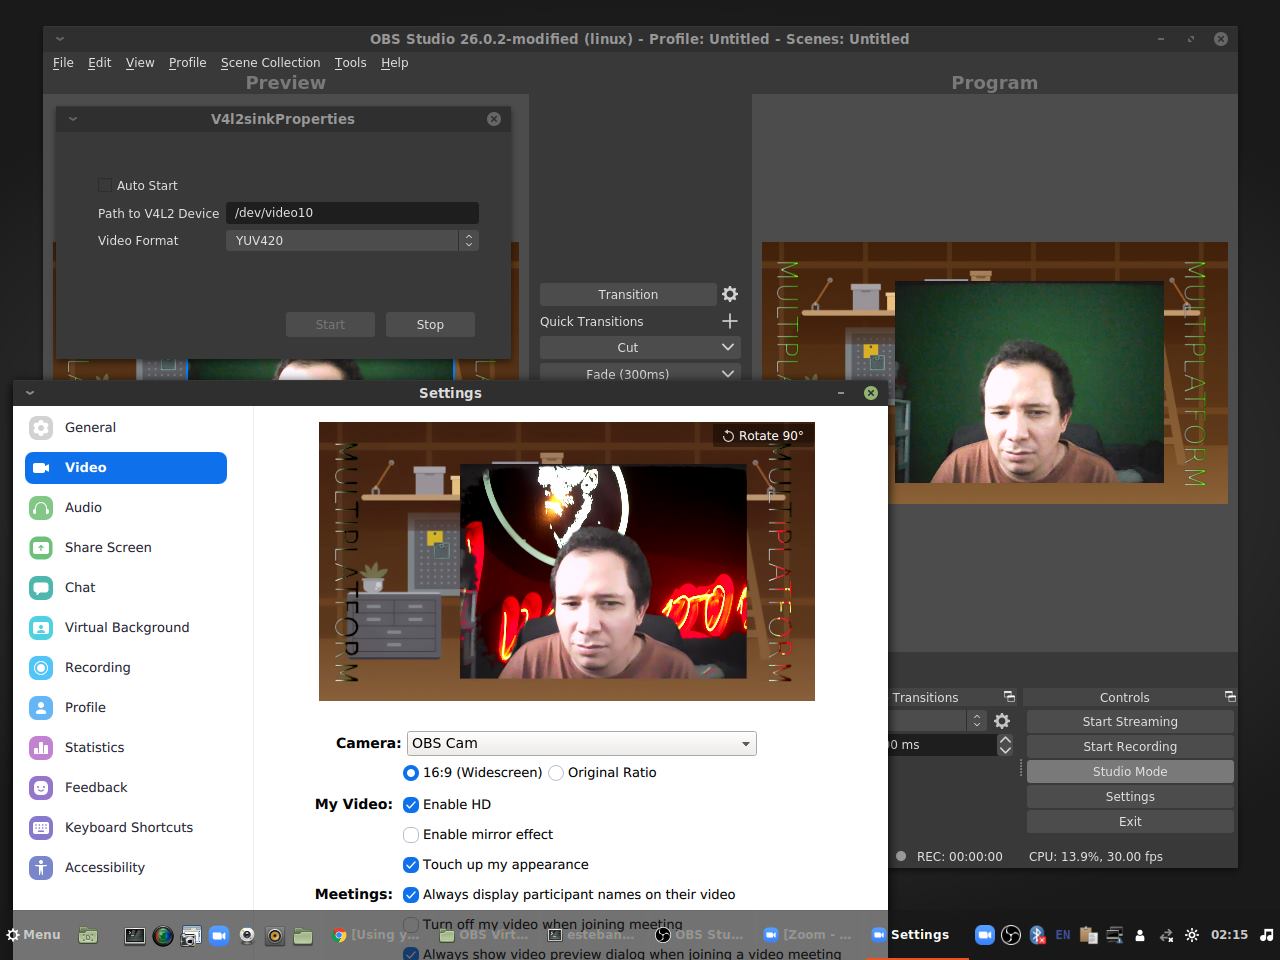 OBS Studio 26.0.2-modified (linux) - Profile: Untitled - Scenes: Untitled
File Edit View Profile Scene Collection Tools Help
Preview
Program
V4l2sinkProperties
Auto Start
Path to V4L2 Device /dev/video10
Video Format YUV420
Start Stop
Transition
Quick Transitions
Cut
Fade (300ms)
MULTIPLA
MULTIPLATFORM
Settings
General
Video
Audio
Share Screen
Chat
Virtual Background
Recording
Profile
Statistics
Feedback
Keyboard Shortcuts
Accessibility
Rotate 90°
MULTIPLATFORM
MULTIPLATFORM
Camera: OBS Cam
16:9 (Widescreen) Original Ratio
My Video: Enable HD
Enable mirror effect
Touch up my appearance
Meetings: Always display participant names on their video
Turn off my video when joining meeting
Always show video preview dialog when joining a video meeting
Transitions
0 ms
Controls
Start Streaming
Start Recording
Studio Mode
Settings
Exit
REC: 00:00:00 CPU: 13.9%, 30.00 fps
Menu [Using y... OBS Virt... esteban... OBS Stu... [Zoom - ... Settings EN 02:15